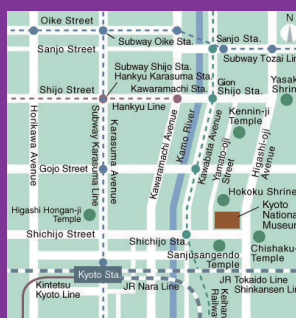 Oike Street
N
Sanjo Street
Subway Oike Sta.
Sanjo Sta.
Subway Tozai Lin
Subway Shijo Sta.
Hankyu Karasuma Sta.
Kawaramachi Sta.
Gion
Shijo Sta.
Yasak
Shrin
Shijo Street
Hankyu Line
Kennin-ji
Temple
Horikawa Avenue
Subway Karasuma Line
Karasuma
Avenue
Kawaramachi Avenue
Kamo River
Kawabata Avenue
Yamato-oji
Street
Higashi-oji
Avenue
Gojo Street
Hokoku Shrine
Kyoto
National
Museum
Higashi Hongan-ji
Temple
Shichijo Street
Shichijo Sta.
Sanjusangendo
Temple
Chishaku-
Temple
Kyoto Sta.
Kintetsu
Kyoto Line
JR Nara Line
Keihan
Railwa
JR Tokaido Line
Shinkansen Lin